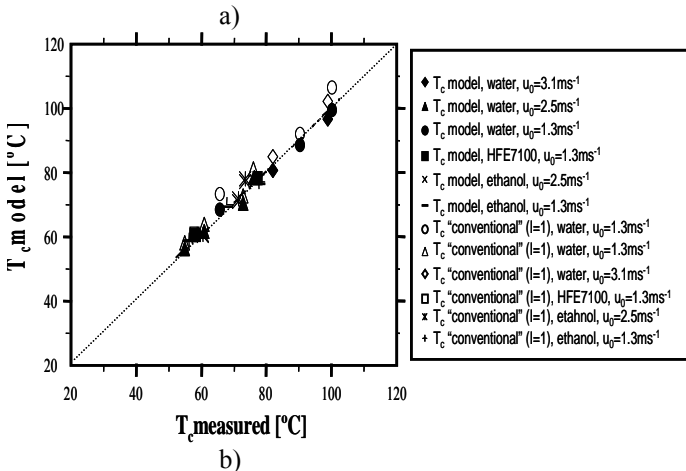 a)
120
100
80
60
40
20
T_c model [ºC]
20 40 60 80 100 120
T_c measured [ºC]
b)
♦ T_c model, water, u_0=3.1ms^-1
▲ T_c model, water, u_0=2.5ms^-1
● T_c model, water, u_0=1.3ms^-1
■ T_c model, HFE7100, u_0=1.3ms^-1
× T_c model, ethanol, u_0=2.5ms^-1
- T_c model, ethanol, u_0=1.3ms^-1
○ T_c “conventional” (l=1), water, u_0=1.3ms^-1
△ T_c “conventional” (l=1), water, u_0=1.3ms^-1
◇ T_c “conventional” (l=1), water, u_0=3.1ms^-1
□ T_c “conventional” (l=1), HFE7100, u_0=1.3ms^-1
× T_c “conventional” (l=1), etahnol, u_0=2.5ms^-1
+ T_c “conventional” (l=1), ethanol, u_0=1.3ms^-1